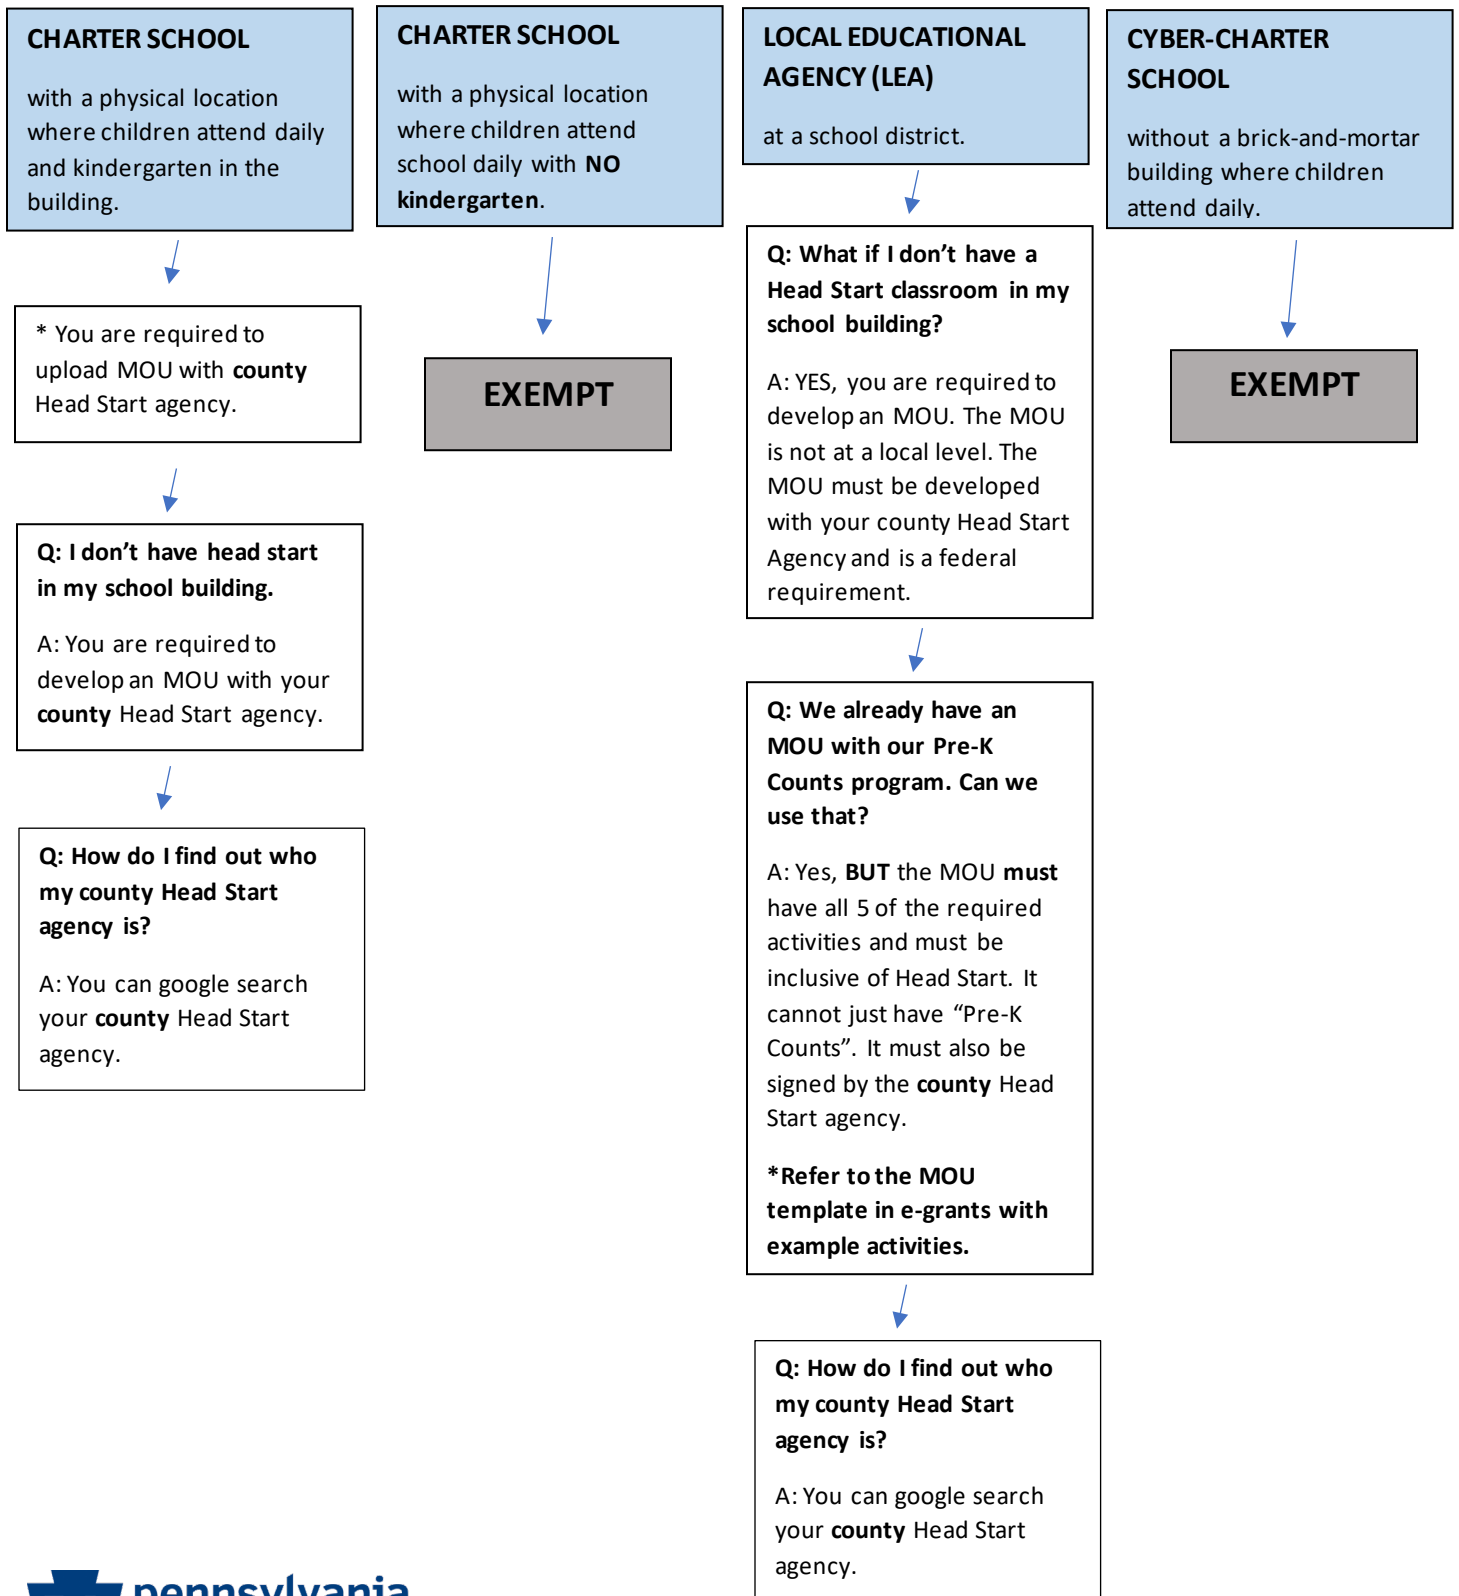 CHARTER SCHOOL
with a physical location
where children attend daily
and kindergarten in the
building.
* You are required to
upload MOU with county
Head Start agency.
Q: I don’t have head start
in my school building.
A: You are required to
develop an MOU with your
county Head Start agency.
Q: How do I find out who
my county Head Start
agency is?
A: You can google search
your county Head Start
agency.
CHARTER SCHOOL
with a physical location
where children attend
school daily with NO
kindergarten.
EXEMPT
LOCAL EDUCATIONAL
AGENCY (LEA)
at a school district.
Q: What if I don’t have a
Head Start classroom in my
school building?
A: YES, you are required to
develop an MOU. The MOU
is not at a local level. The
MOU must be developed
with your county Head Start
Agency and is a federal
requirement.
Q: We already have an
MOU with our Pre-K
Counts program. Can we
use that?
A: Yes, BUT the MOU must
have all 5 of the required
activities and must be
inclusive of Head Start. It
cannot just have “Pre-K
Counts”. It must also be
signed by the county Head
Start agency.
*Refer to the MOU
template in e-grants with
example activities.
Q: How do I find out who
my county Head Start
agency is?
A: You can google search
your county Head Start
agency.
CYBER-CHARTER
SCHOOL
without a brick-and-mortar
building where children
attend daily.
EXEMPT
pennsylvania